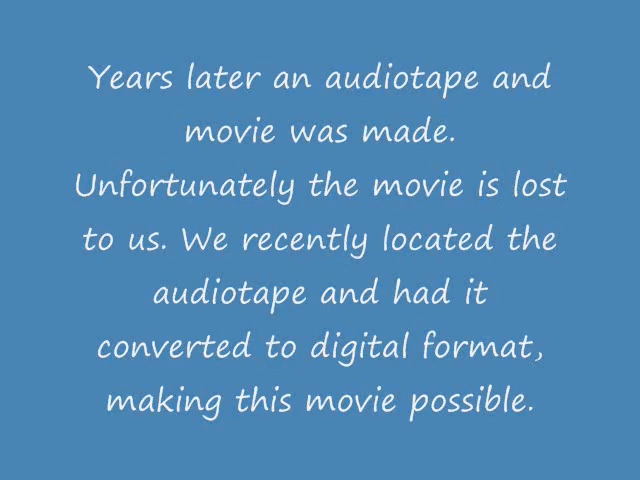 Years later an audiotape and
movie was made.
Unfortunately the movie is lost
to us. We recently located the
audiotape and had it
converted to digital format,
making this movie possible.